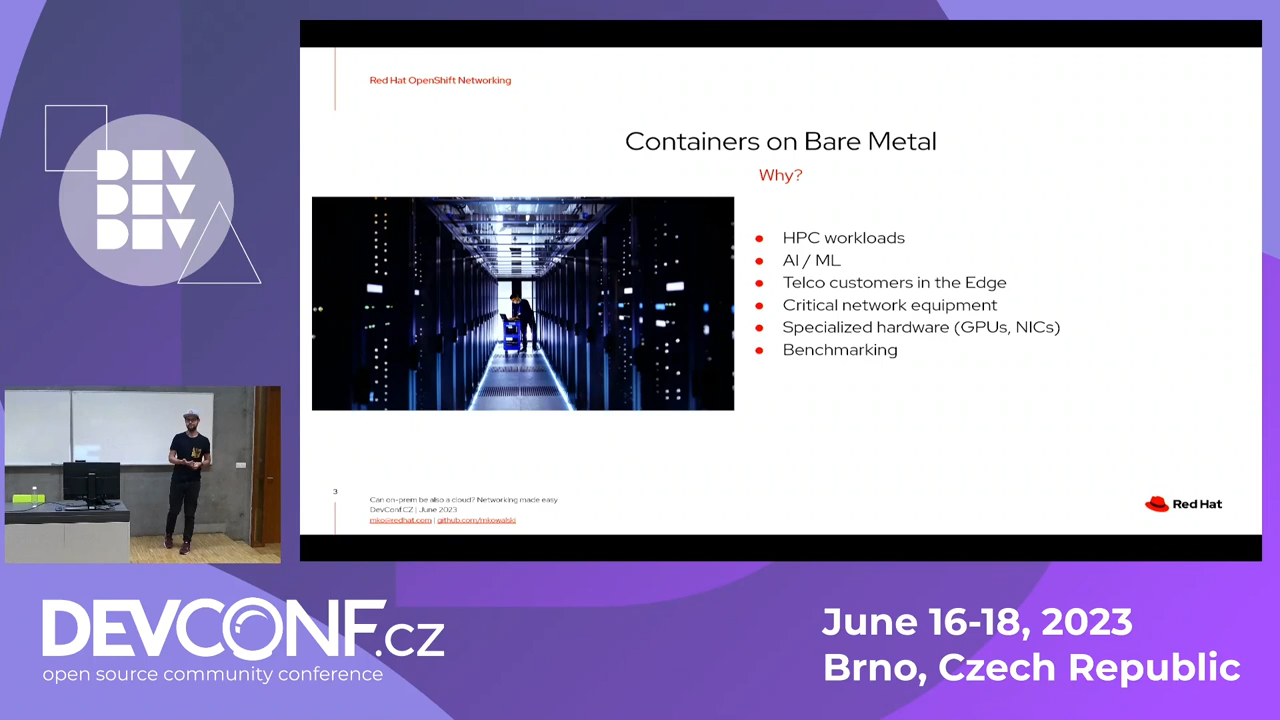 DEV
DEV
DEV
Red Hat OpenShift Networking
Containers on Bare Metal
Why?
HPC workloads
AI / ML
Telco customers in the Edge
Critical network equipment
Specialized hardware (GPUs, NICs)
Benchmarking
3
Can on-prem be also a cloud? Networking made easy
DevConf.CZ | June 2023
mko@redhat.com | github.com/mkowalski
Red Hat
DEVCONF.cz
open source community conference
June 16-18, 2023
Brno, Czech Republic